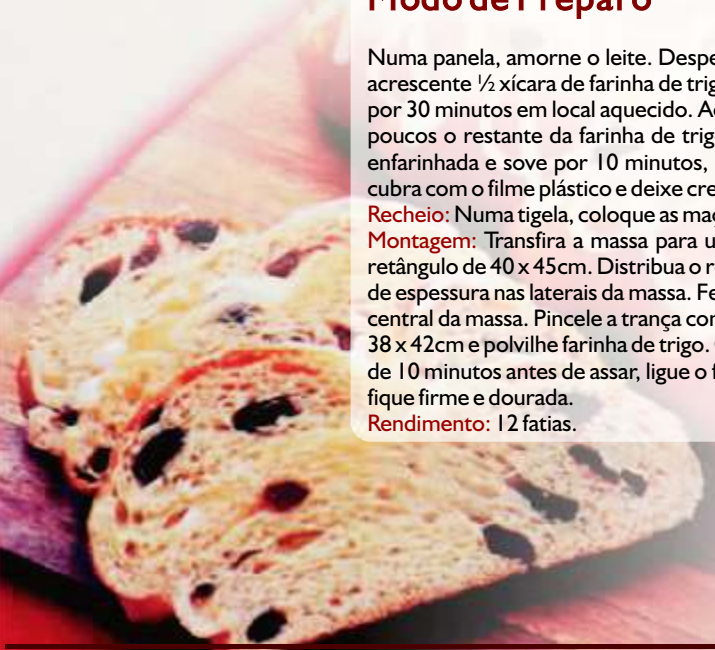 Modo de Preparo
Numa panela, amorne o leite. Despe
acrescente ½ xícara de farinha de trig
por 30 minutos em local aquecido. Ac
poucos o restante da farinha de trig
enfarinhada e sove por 10 minutos,
cubra com o filme plástico e deixe cre
Recheio: Numa tigela, coloque as maç
Montagem: Transfira a massa para u
retângulo de 40 x 45cm. Distribua o r
de espessura nas laterais da massa. Fe
central da massa. Pincele a trança con
38 x 42cm e polvilhe farinha de trigo.
de 10 minutos antes de assar, ligue o f
fique firme e dourada.
Rendimento: 12 fatias.